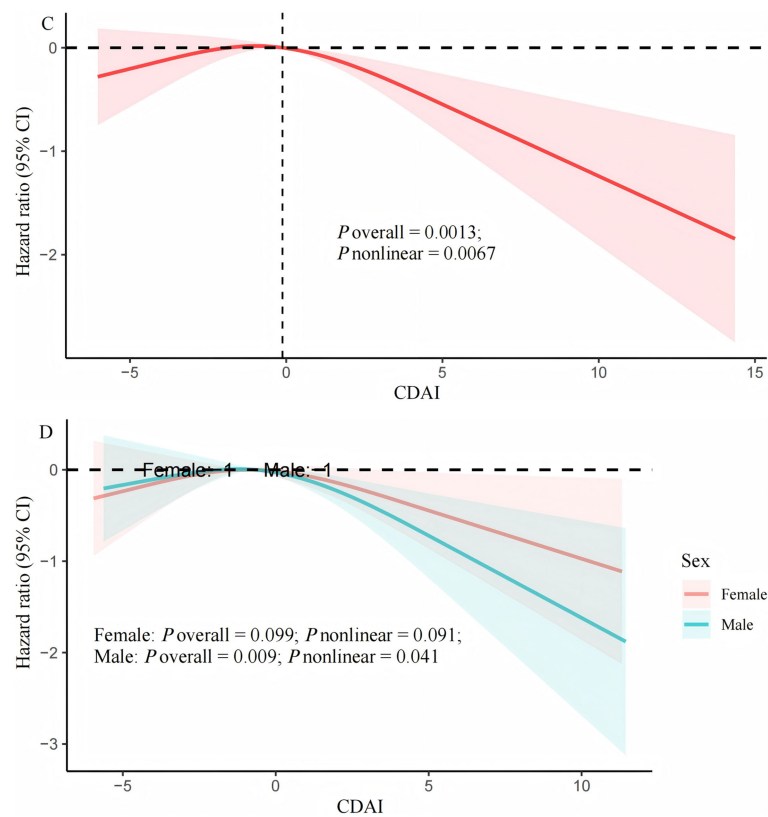 C
0
−1
−2
Hazard ratio (95% CI)
P overall = 0.0013;
P nonlinear = 0.0067
−5
0
5
10
15
CDAI
D
0
−1
−2
−3
Hazard ratio (95% CI)
Female: -1
Male: -1
Female: P overall = 0.099; P nonlinear = 0.091;
Male: P overall = 0.009; P nonlinear = 0.041
Sex
Female
Male
−5
0
5
10
CDAI